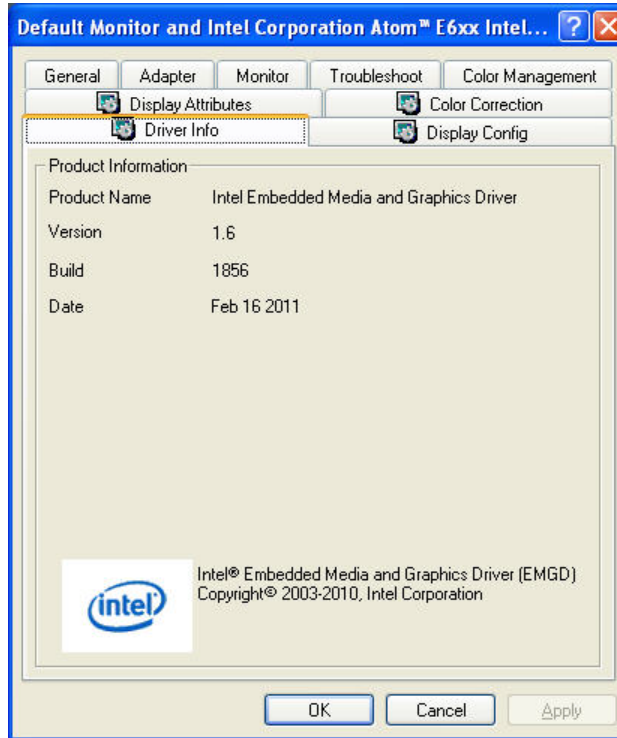 Default Monitor and Intel Corporation Atom™ E6xx Intel...
General Adapter Monitor Troubleshoot Color Management
Display Attributes Color Correction
Driver Info Display Config
Product Information
Product Name Intel Embedded Media and Graphics Driver
Version 1.6
Build 1856
Date Feb 16 2011
intel
Intel® Embedded Media and Graphics Driver (EMGD)
Copyright© 2003-2010, Intel Corporation
OK Cancel Apply